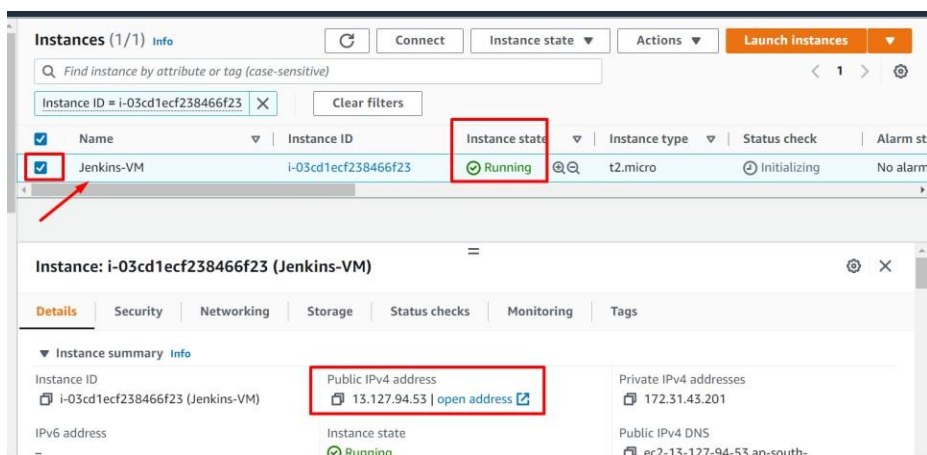 Instances (1/1) Info Connect Instance state Actions Launch instances
Find instance by attribute or tag (case-sensitive) 1
Instance ID = i-03cd1ecf238466f23 Clear filters
Name Instance ID Instance state Instance type Status check Alarm st
Jenkins-VM i-03cd1ecf238466f23 Running t2.micro Initializing No alarm
Instance: i-03cd1ecf238466f23 (Jenkins-VM)
Details Security Networking Storage Status checks Monitoring Tags
Instance summary Info
Instance ID Public IPv4 address Private IPv4 addresses
i-03cd1ecf238466f23 (Jenkins-VM) 13.127.94.53 | open address 172.31.43.201
IPv6 address Instance state Public IPv4 DNS
– Running ec2-13-127-94-53.ap-south-